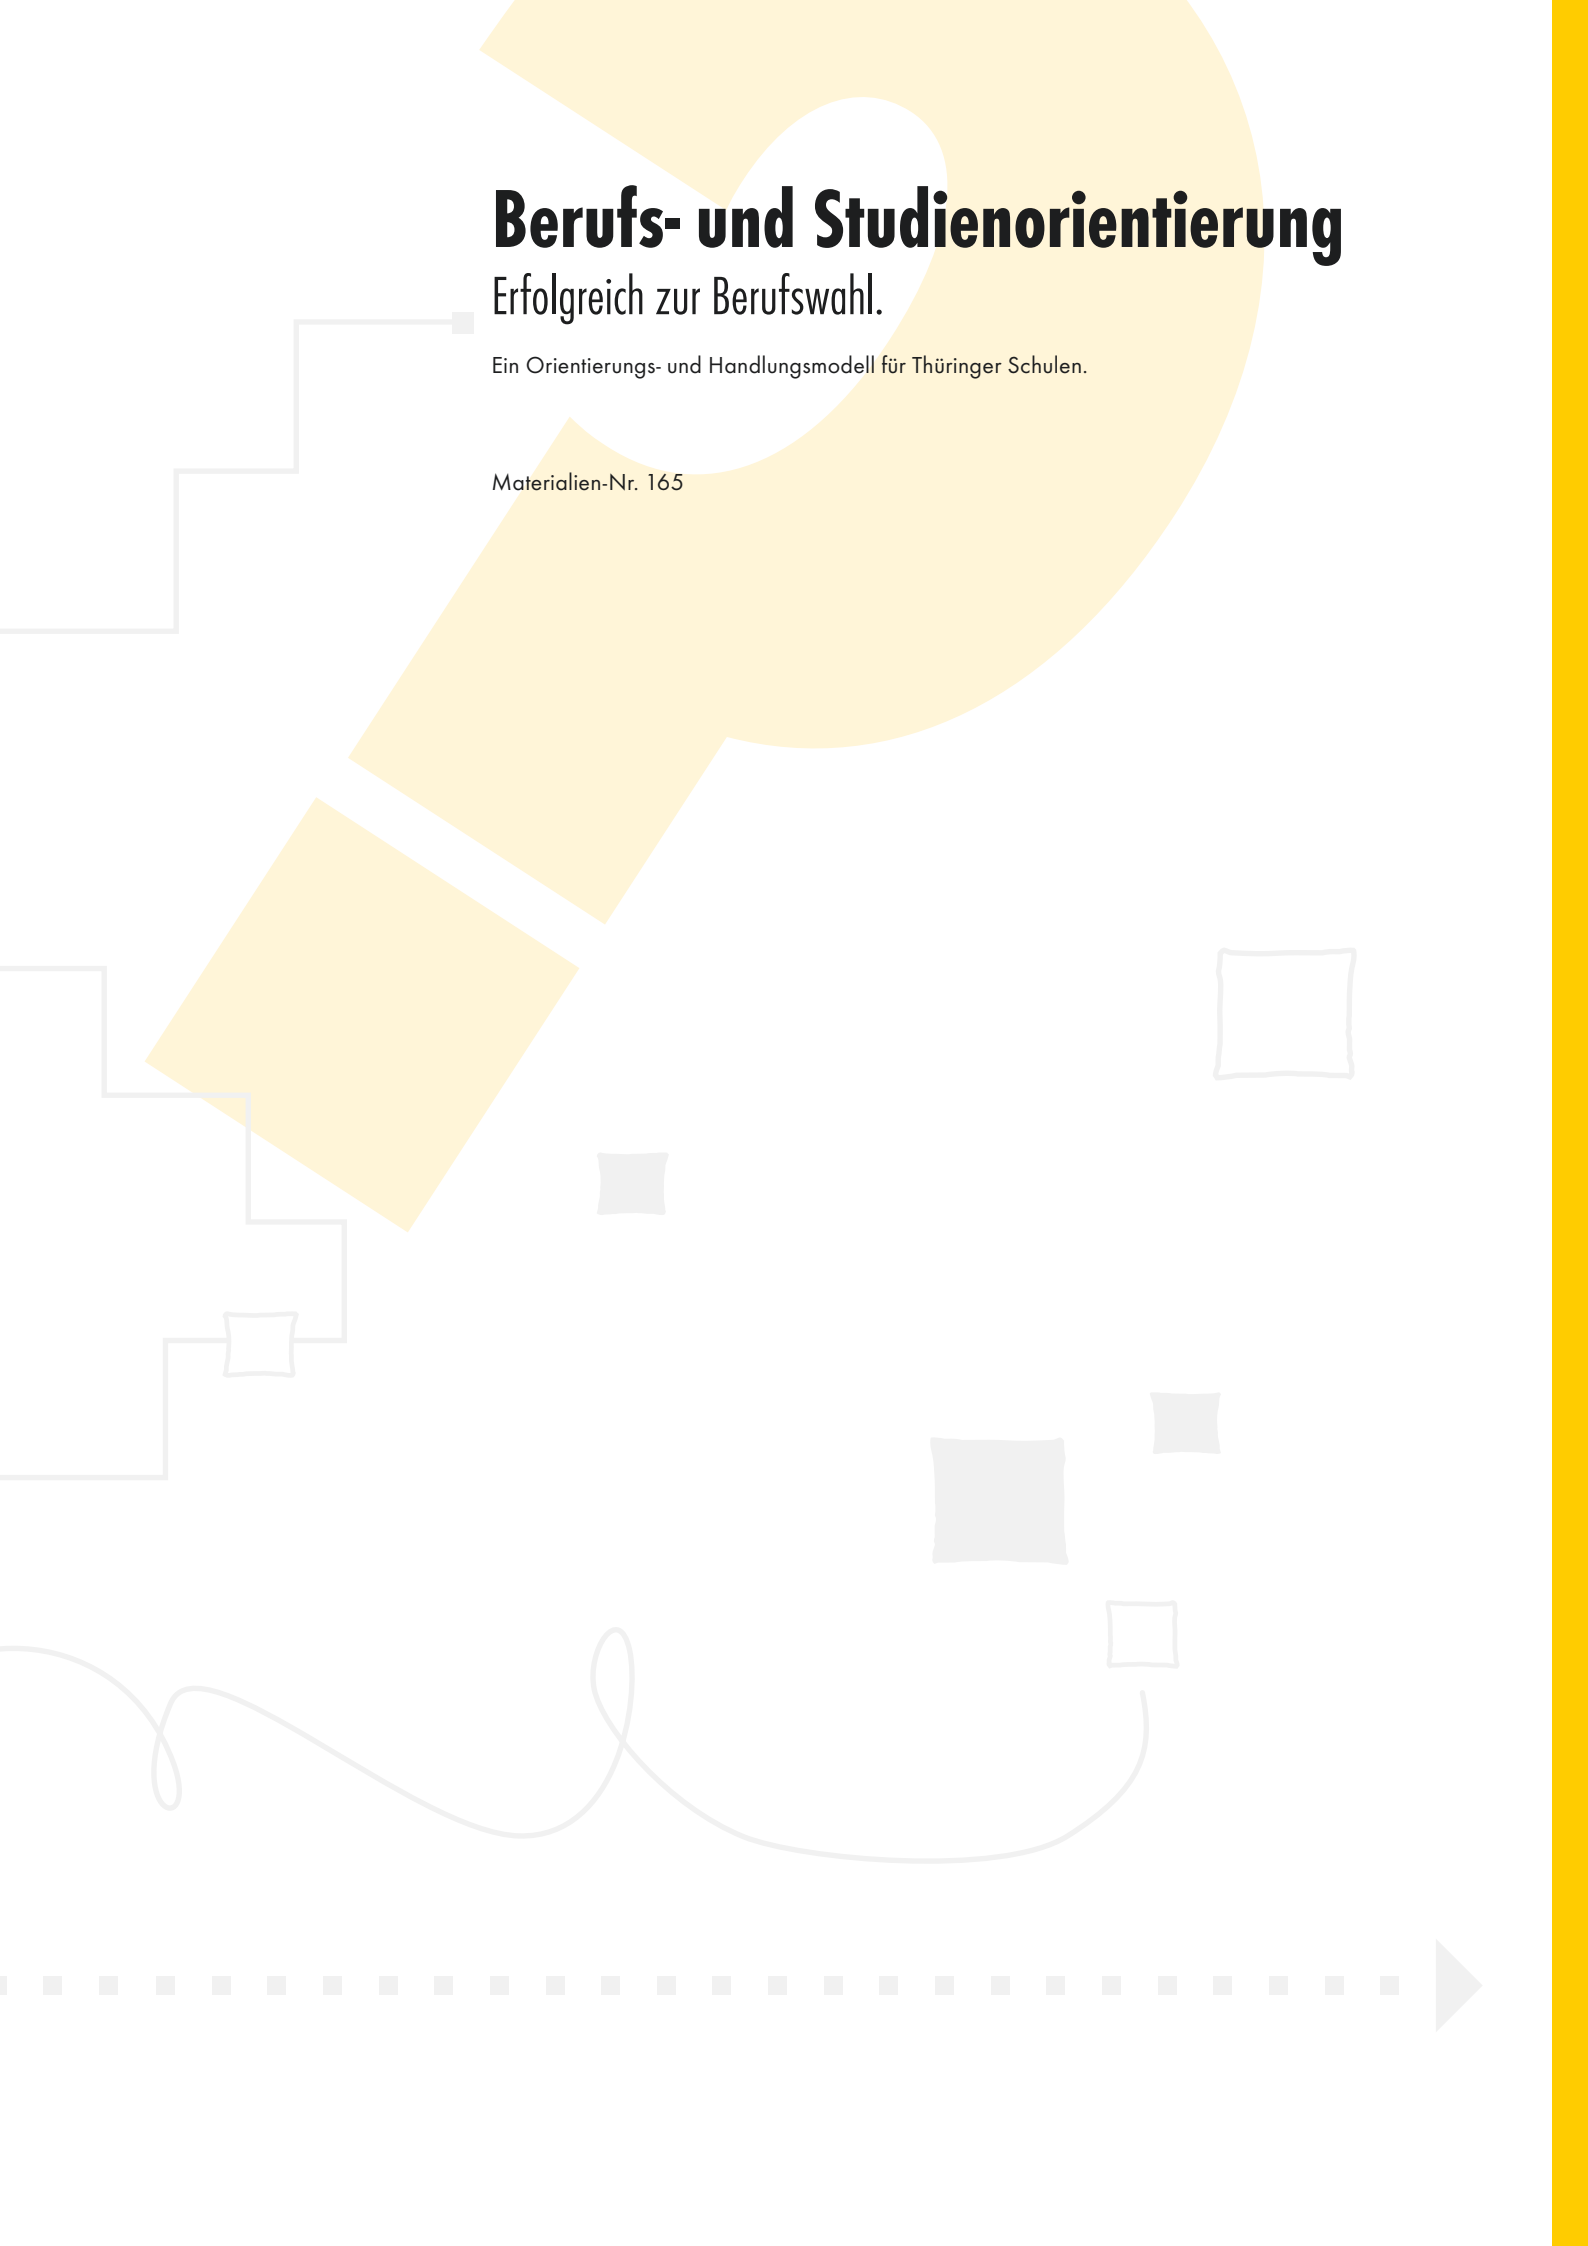 Berufs- und Studienorientierung
Erfolgreich zur Berufswahl.
Ein Orientierungs- und Handlungsmodell für Thüringer Schulen.
Materialien-Nr. 165